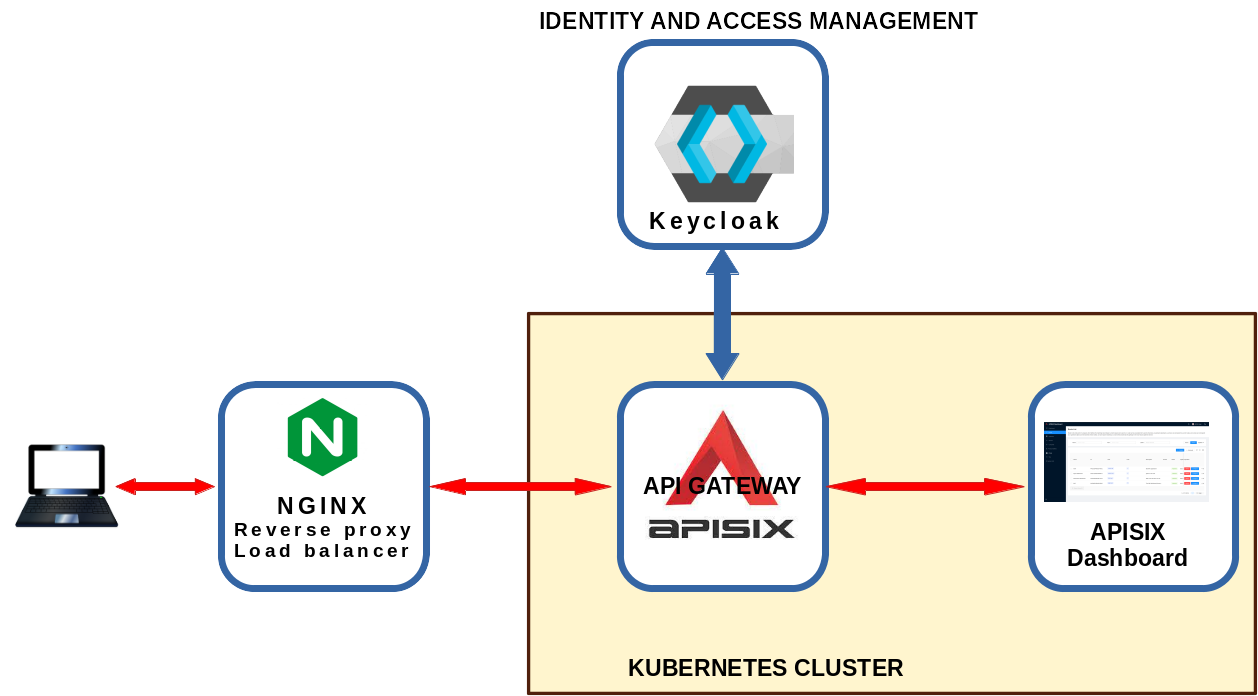 IDENTITY AND ACCESS MANAGEMENT
Keycloak
NGINX
Reverse proxy
Load balancer
API GATEWAY
APISIX
APISIX
Dashboard
KUBERNETES CLUSTER